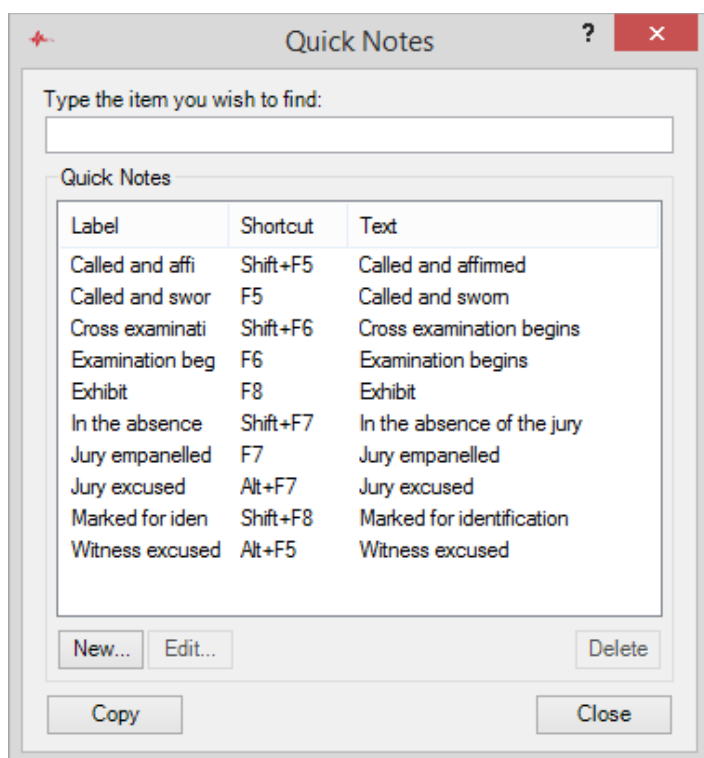 Quick Notes ? ×
Type the item you wish to find:
Quick Notes
Label Shortcut Text
Called and affi Shift+F5 Called and affirmed
Called and swor F5 Called and sworn
Cross examinati Shift+F6 Cross examination begins
Examination beg F6 Examination begins
Exhibit F8 Exhibit
In the absence Shift+F7 In the absence of the jury
Jury empanelled F7 Jury empanelled
Jury excused Alt+F7 Jury excused
Marked for iden Shift+F8 Marked for identification
Witness excused Alt+F5 Witness excused
New... Edit... Delete
Copy Close